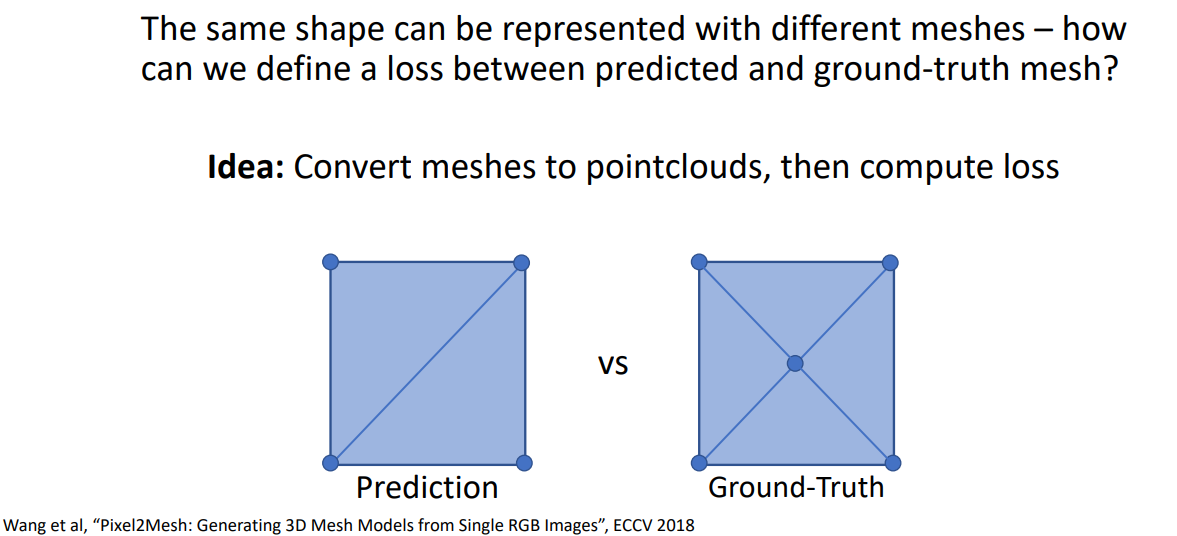 The same shape can be represented with different meshes – how
can we define a loss between predicted and ground-truth mesh?
Idea: Convert meshes to pointclouds, then compute loss
vs
Prediction
Ground-Truth
Wang et al, “Pixel2Mesh: Generating 3D Mesh Models from Single RGB Images”, ECCV 2018